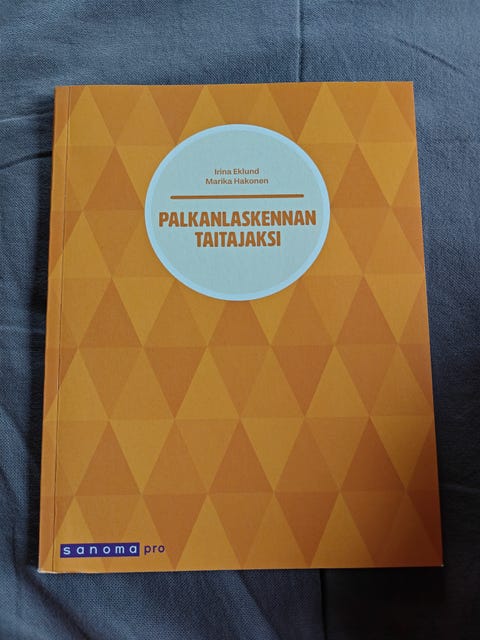 Irina Eklund
Marika Hakonen
PALKANLASKENNAN
TAITAJAKSI
sanoma pro